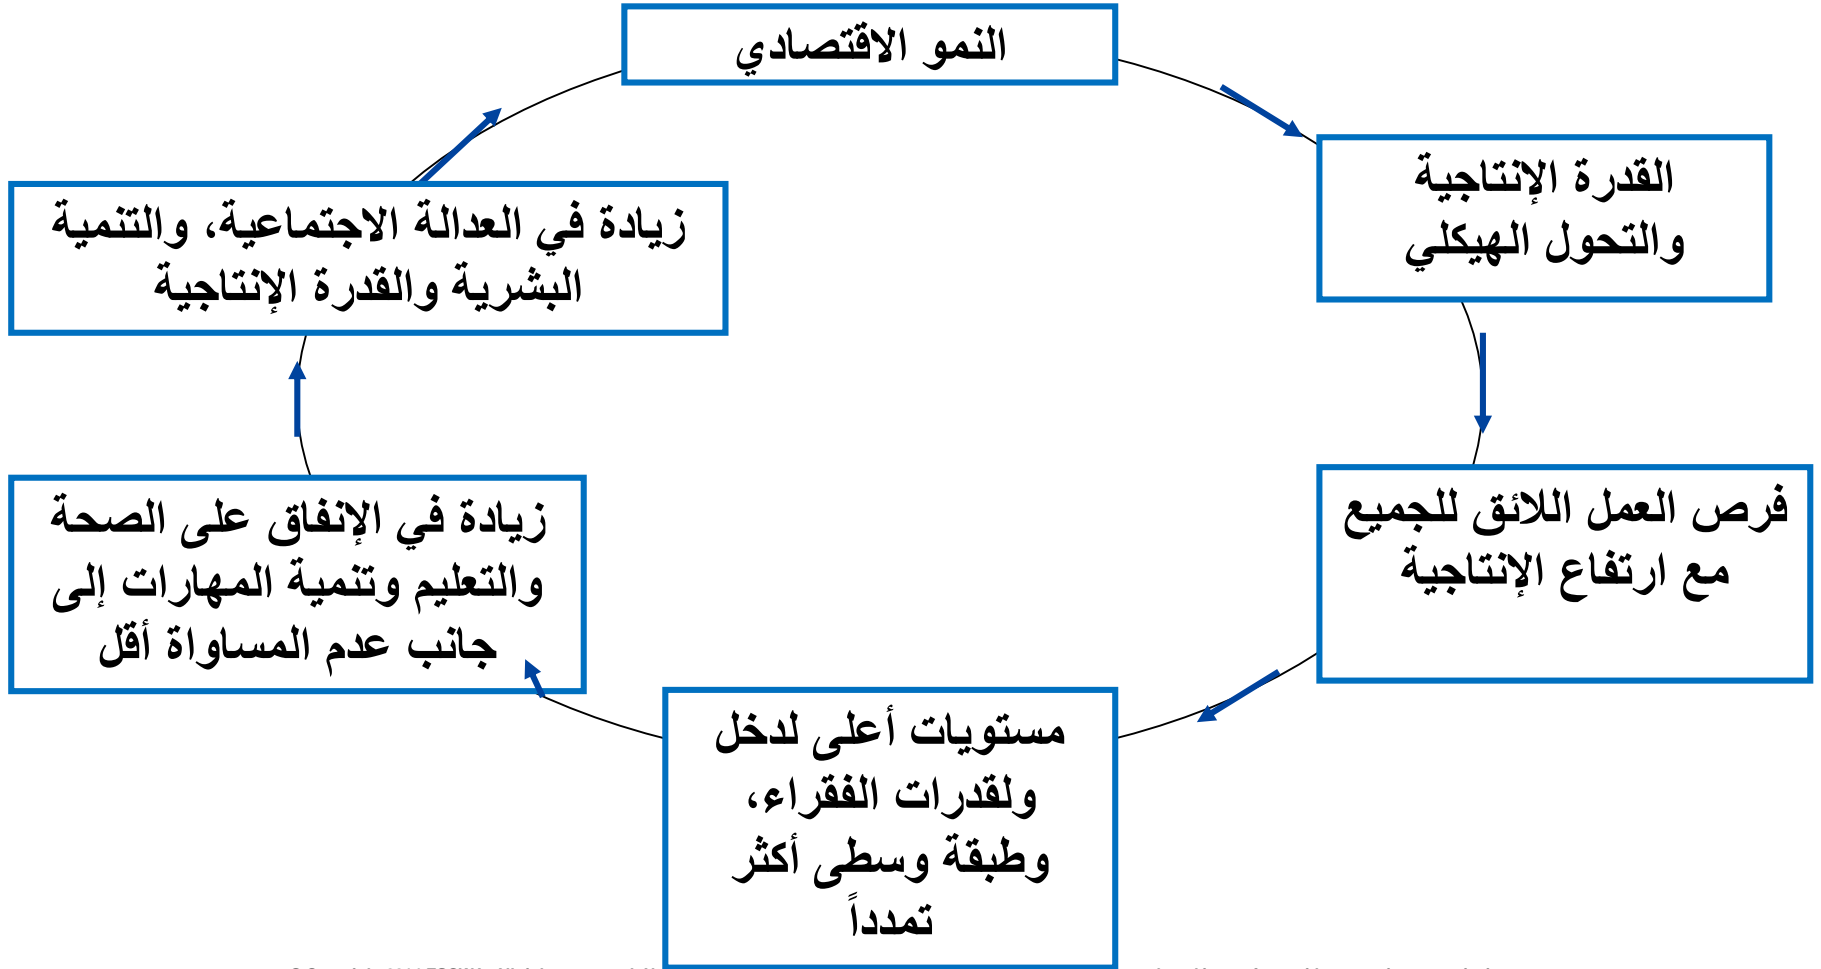 النمو الاقتصادي
القدرة الإنتاجية
والتحول الهيكلي
فرص العمل اللائق للجميع
مع ارتفاع الإنتاجية
مستويات أعلى لدخل
ولقدرات الفقراء،
وطبقة وسطى أكثر
تمدداً
زيادة في الإنفاق على الصحة
والتعليم وتنمية المهارات إلى
جانب عدم المساواة أقل
زيادة في العدالة الاجتماعية، والتنمية
البشرية والقدرة الإنتاجية